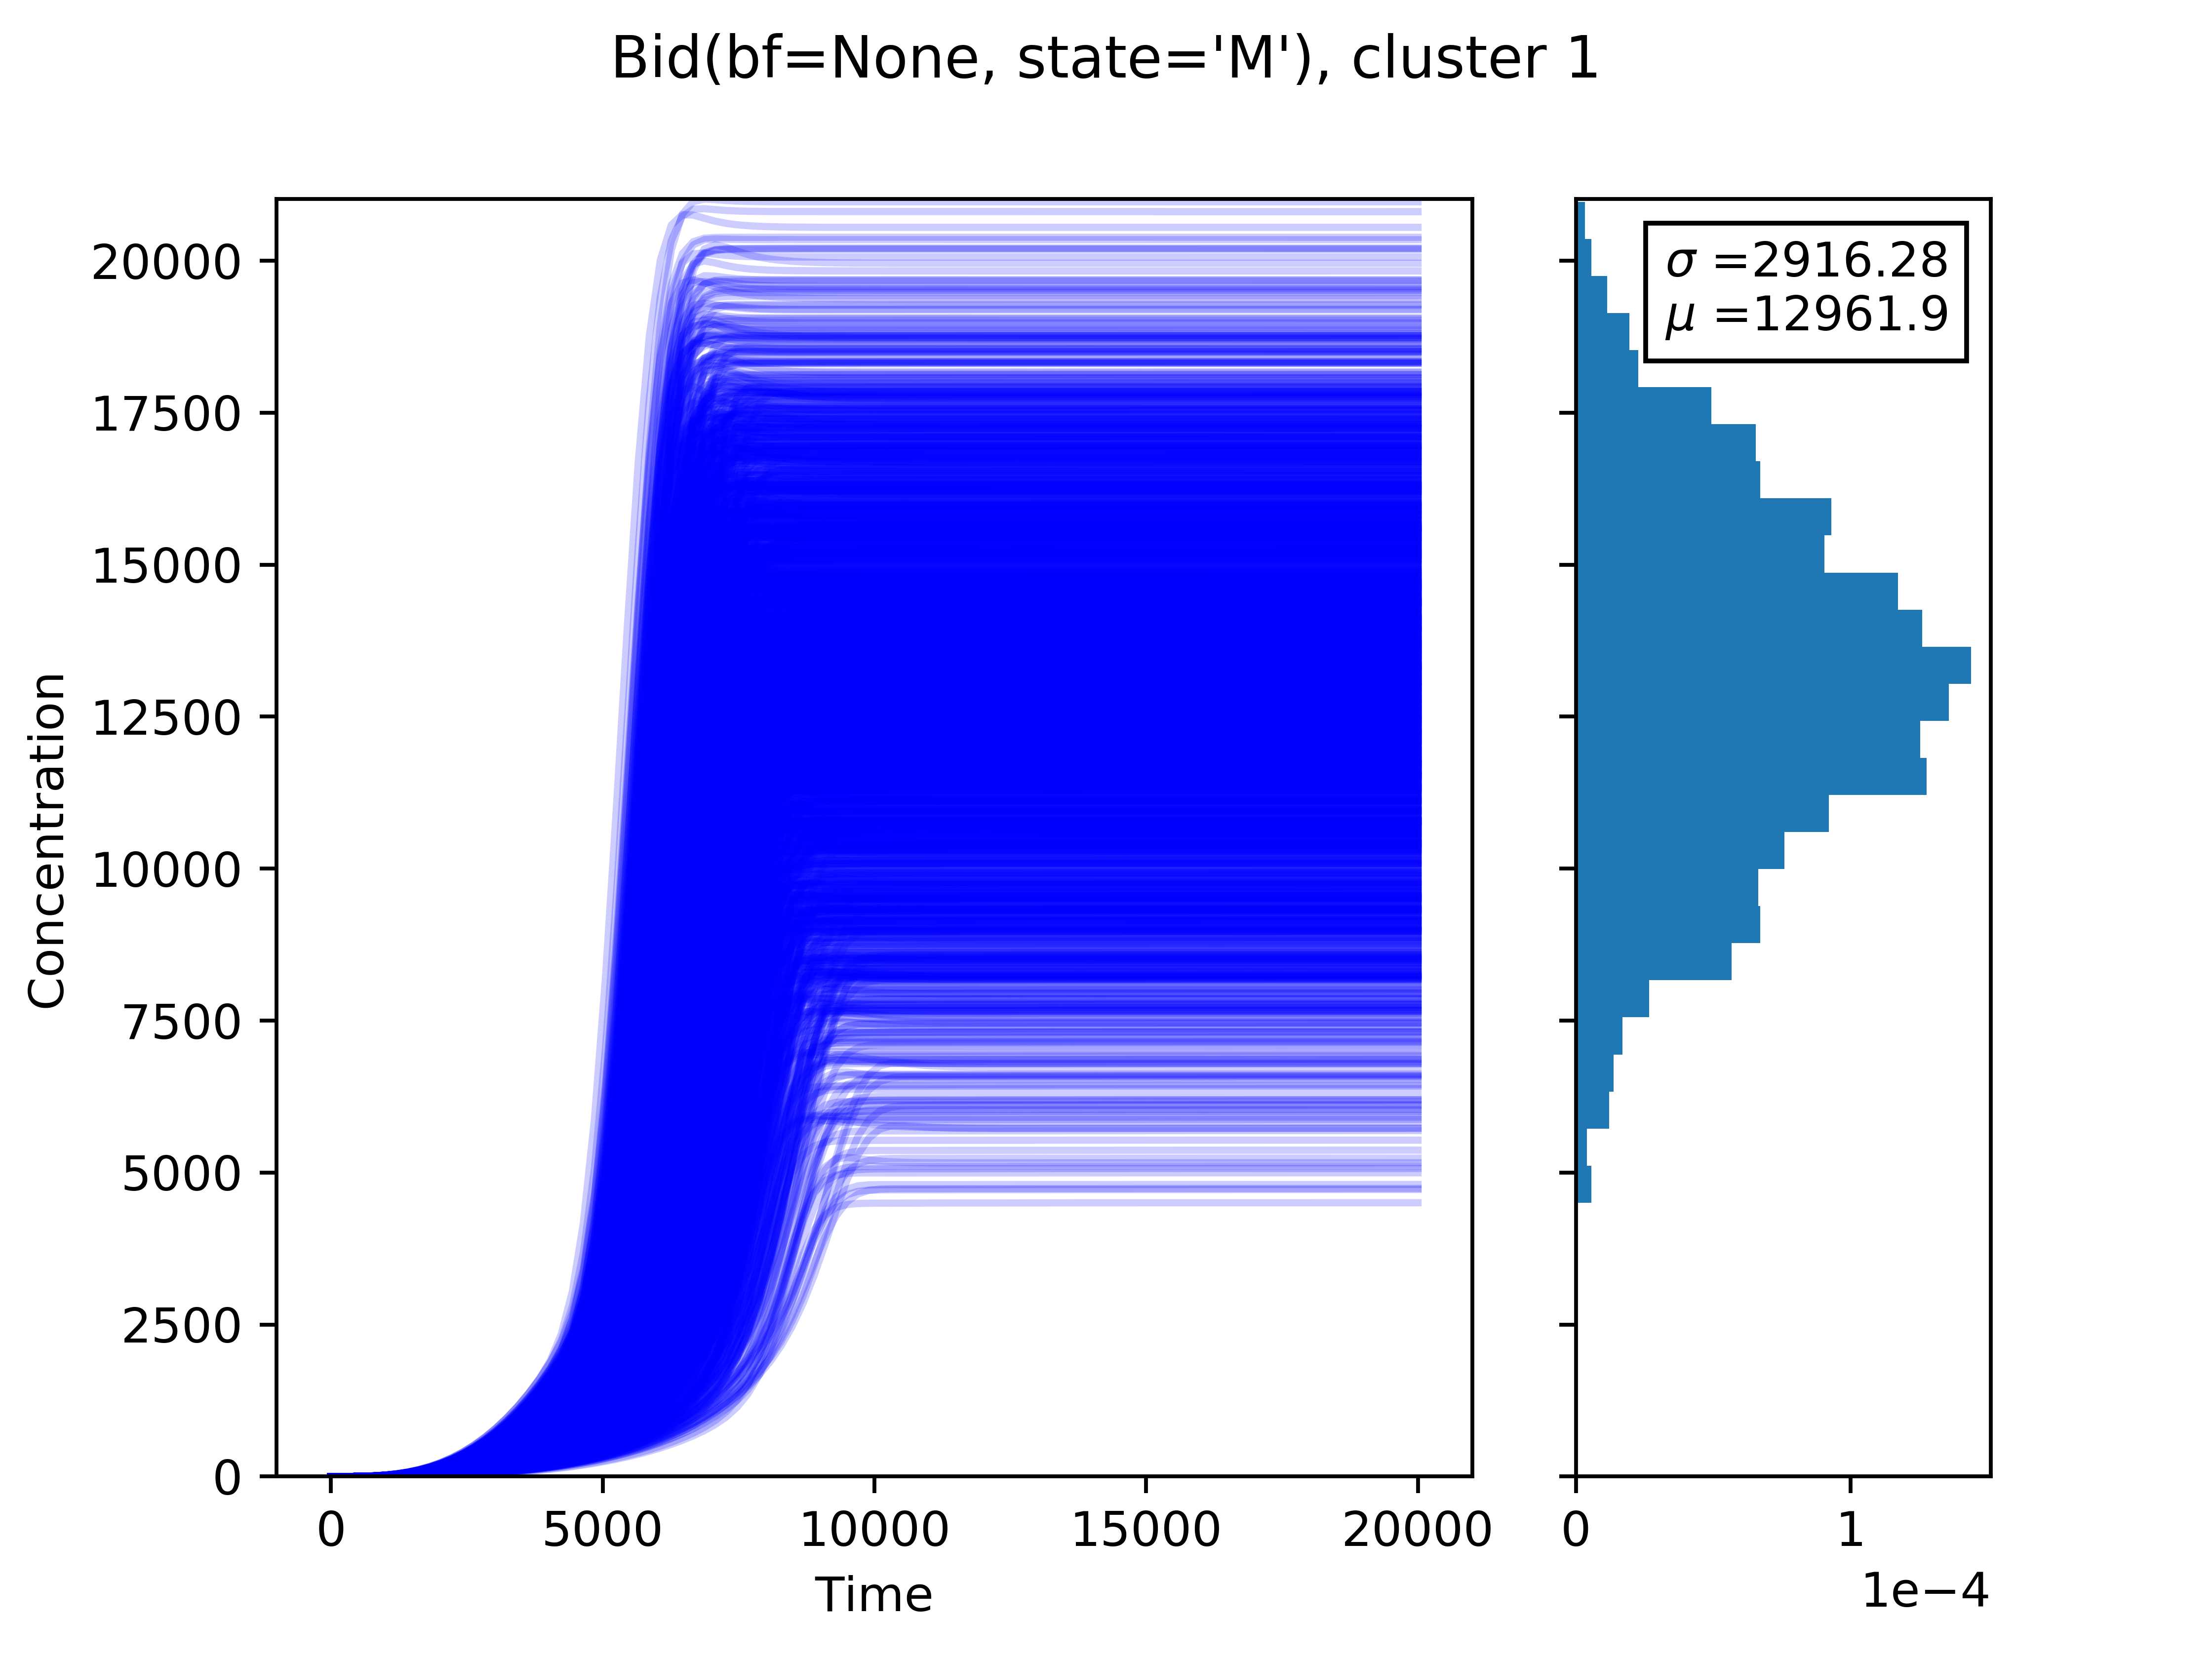 Bid(bf=None, state='M'), cluster 1
σ =2916.28
μ =12961.9
20000
17500
15000
12500
10000
7500
5000
2500
0
Concentration
0 5000 10000 15000 20000
Time
0 1
1e−4